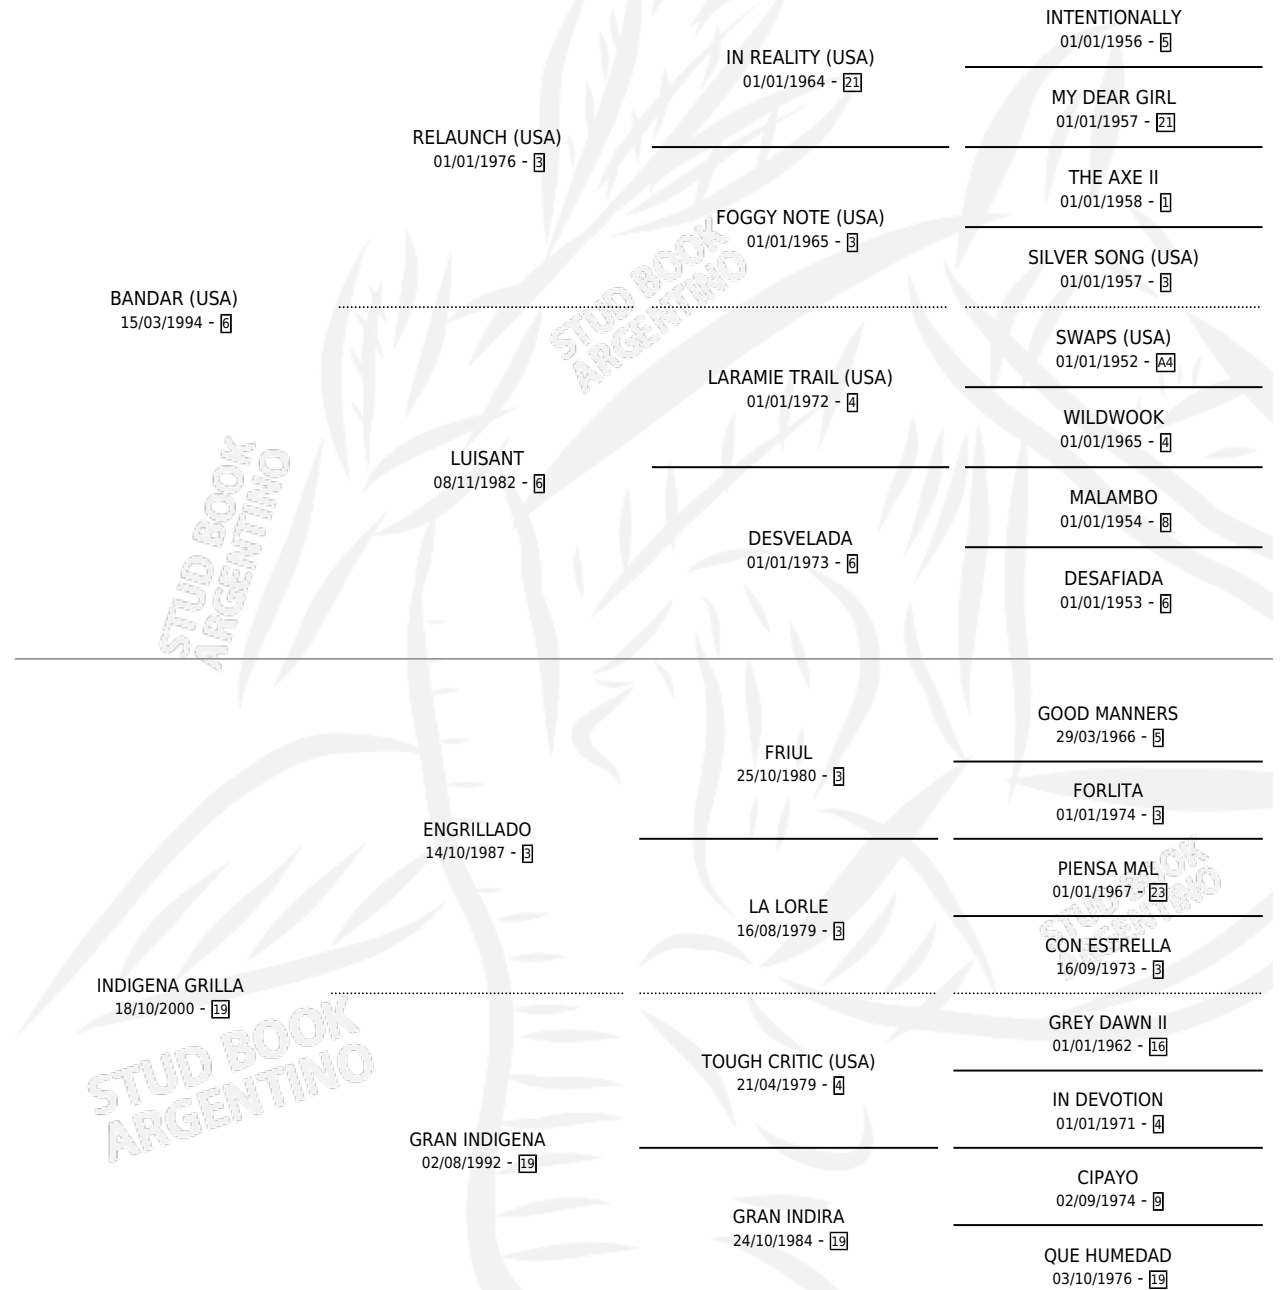 INTENTIONALLY
01/01/1956 - 5
IN REALITY (USA)
01/01/1964 - 21
MY DEAR GIRL
01/01/1957 - 21
RELAUNCH (USA)
01/01/1976 - 3
THE AXE II
01/01/1958 - 1
FOGGY NOTE (USA)
01/01/1965 - 3
SILVER SONG (USA)
01/01/1957 - 3
BANDAR (USA)
15/03/1994 - 6
STUD BOOK
ARGENTINO
SWAPS (USA)
01/01/1952 - A4
LARAMIE TRAIL (USA)
01/01/1972 - 4
WILDWOOK
01/01/1965 - 4
LUISANT
08/11/1982 - 6
MALAMBO
01/01/1954 - 8
DESVELADA
01/01/1973 - 6
DESAFIADA
01/01/1953 - 6
STUD BOOK
ARGENTINO
GOOD MANNERS
29/03/1966 - 5
FRIUL
25/10/1980 - 3
FORLITA
01/01/1974 - 3
ENGRILLADO
14/10/1987 - 3
PIENSA MAL
01/01/1967 - 23
LA LORLE
16/08/1979 - 3
CON ESTRELLA
16/09/1973 - 3
STUD BOOK
ARGENTINO
INDIGENA GRILLA
18/10/2000 - 19
GREY DAWN II
01/01/1962 - 16
TOUGH CRITIC (USA)
21/04/1979 - 4
IN DEVOTION
01/01/1971 - 4
STUD BOOK
ARGENTINO
GRAN INDIGENA
02/08/1992 - 19
CIPAYO
02/09/1974 - 9
GRAN INDIRA
24/10/1984 - 19
QUE HUMEDAD
03/10/1976 - 19